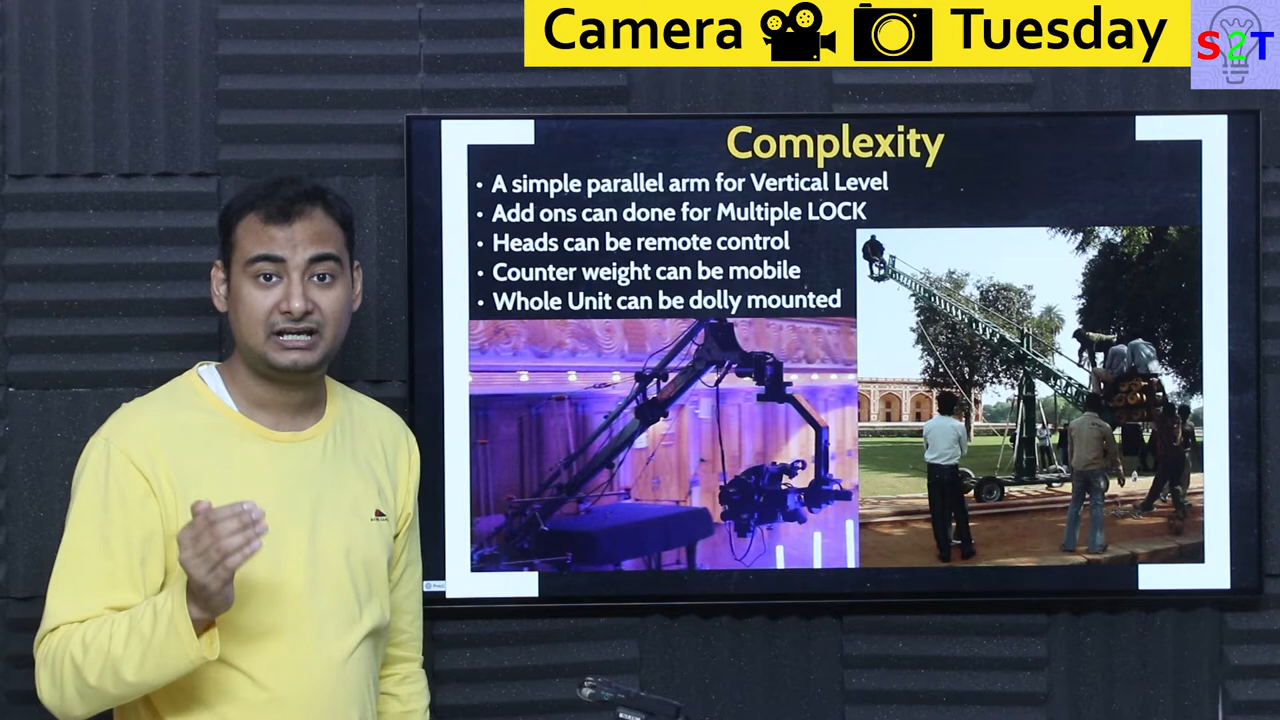 Camera Tuesday
S2T
Complexity
• A simple parallel arm for Vertical Level
• Add ons can done for Multiple LOCK
• Heads can be remote control
• Counter weight can be mobile
• Whole Unit can be dolly mounted